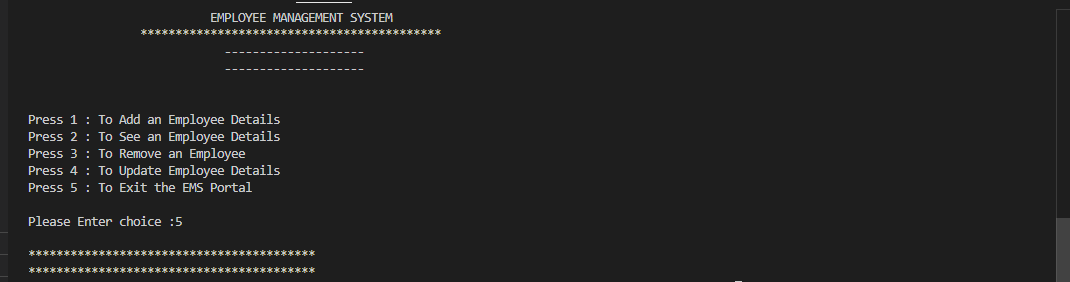 EMPLOYEE MANAGEMENT SYSTEM
*******************************************
--------------------
--------------------
Press 1 : To Add an Employee Details
Press 2 : To See an Employee Details
Press 3 : To Remove an Employee
Press 4 : To Update Employee Details
Press 5 : To Exit the EMS Portal
Please Enter choice :5
*****************************************
*****************************************